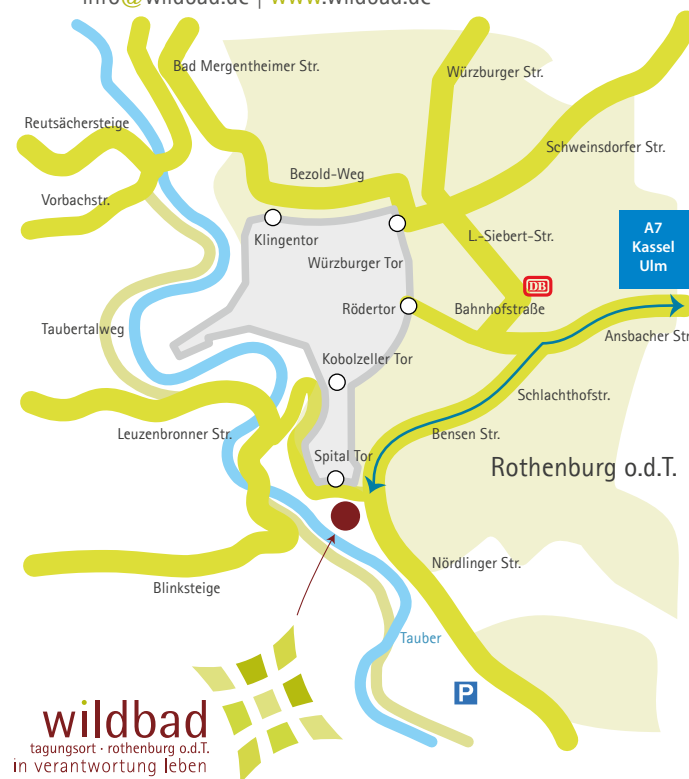 info@wildbad.de | www.wildbad.de
Bad Mergentheimer Str.
Würzburger Str.
Reutsächersteige
Schweinsdorfer Str.
Bezold-Weg
Vorbachstr.
A7
Kassel
Ulm
Klingentor
L.-Siebert-Str.
Würzburger Tor
DB
Rödertor
Bahnhofstraße
Taubertalweg
Ansbacher Str.
Kobolzeller Tor
Schlachthofstr.
Leuzenbronner Str.
Bensen Str.
Spital Tor
Rothenburg o.d.T.
Nördlinger Str.
Blinksteige
Tauber
P
wildbad
tagungsort · rothenburg o.d.T.
in verantwortung leben